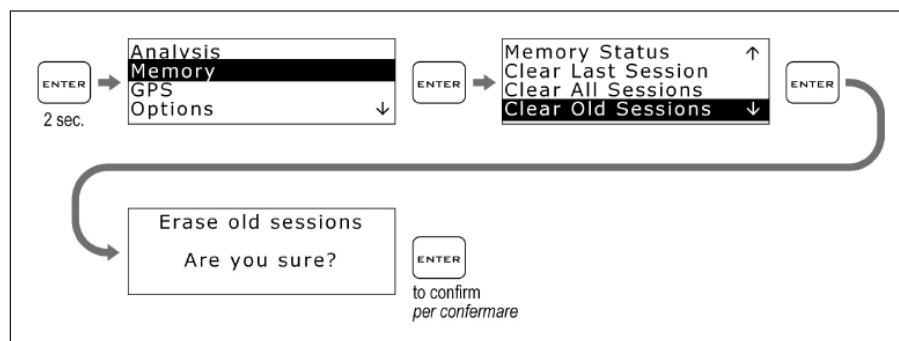 ENTER
2 sec.
Analysis
Memory
GPS
Options ↓
ENTER
Memory Status ↑
Clear Last Session
Clear All Sessions
Clear Old Sessions ↓
ENTER
Erase old sessions
Are you sure?
ENTER
to confirm
per confermare